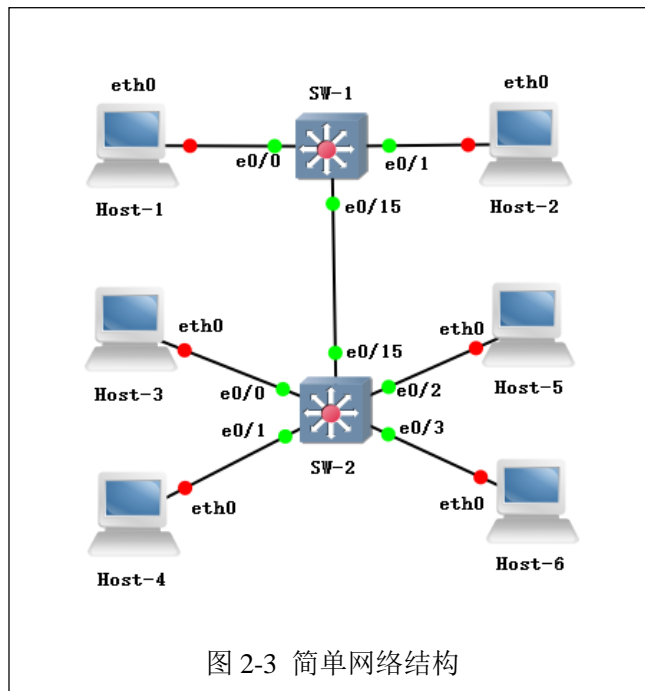 eth0
SW-1
eth0
e0/0
e0/1
Host-1
e0/15
Host-2
eth0
e0/15
eth0
Host-3
e0/0
e0/2
Host-5
e0/1
e0/3
SW-2
eth0
eth0
Host-4
Host-6
图 2-3 简单网络结构